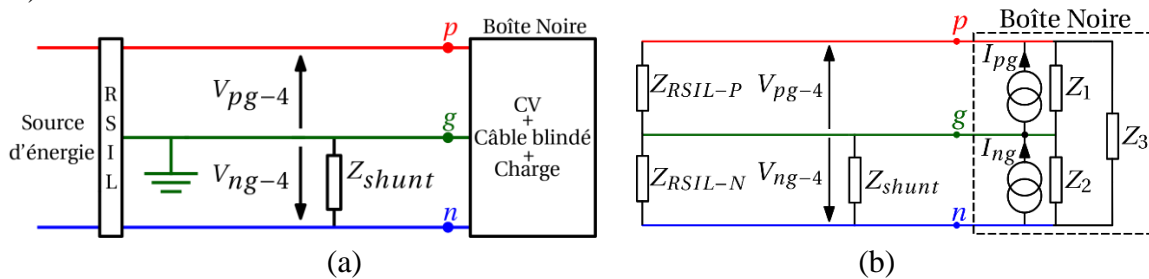 p
Boîte Noire
R
S
I
L
V_{pg-4}
Source
d'énergie
g
CV
+
Câble blindé
+
Charge
V_{ng-4}
Z_{shunt}
n
(a)
Boîte Noire
p
I_{pg}
Z_{RSIL-P}
V_{pg-4}
Z_1
g
Z_3
I_{ng}
Z_{RSIL-N}
V_{ng-4}
Z_{shunt}
Z_2
n
(b)